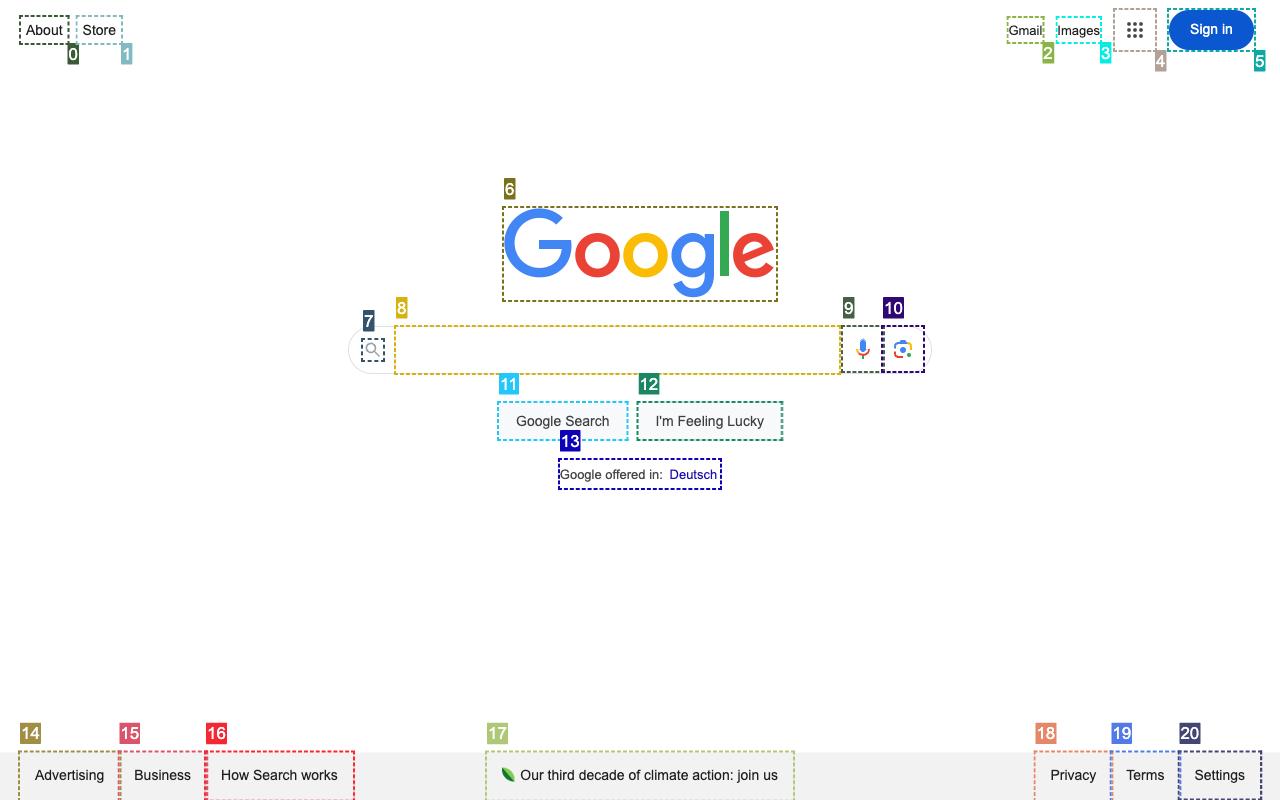 About
0
Store
1
Gmail
2
Images
3
4
Sign in
5
6
Google
7
8
9
10
11
Google Search
12
I'm Feeling Lucky
13
Google offered in: Deutsch
14
Advertising
15
Business
16
How Search works
17
Our third decade of climate action: join us
18
Privacy
19
Terms
20
Settings